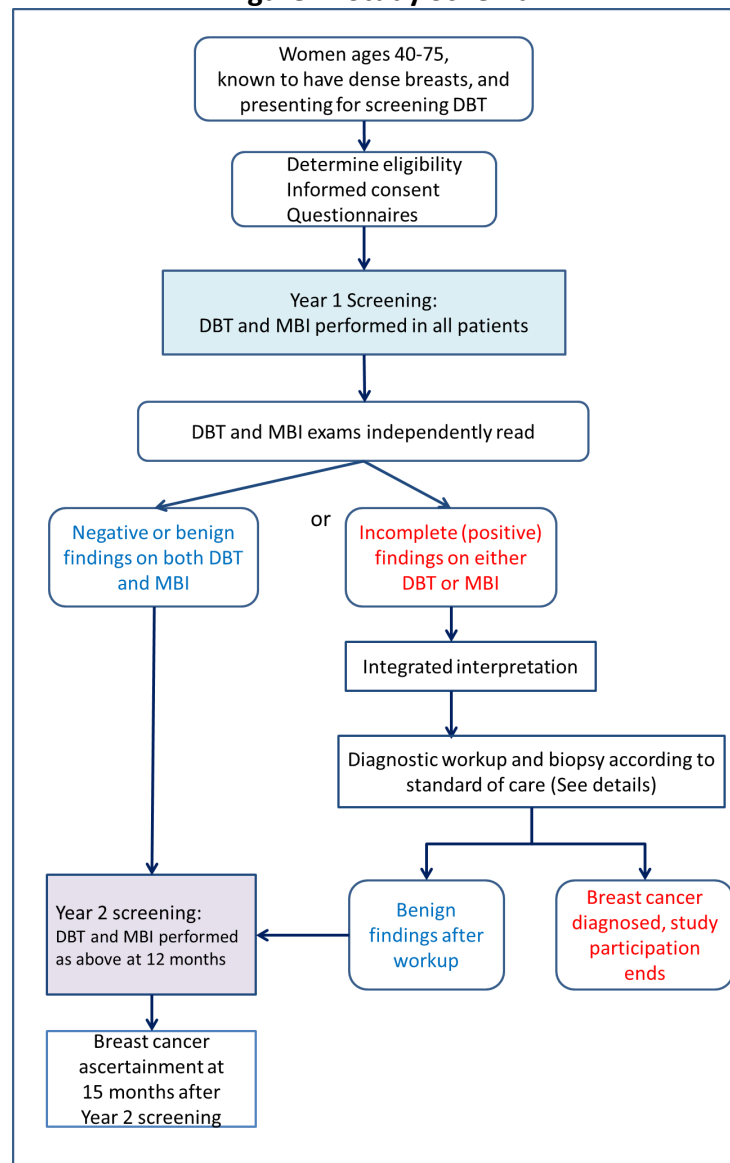 Women ages 40-75,
known to have dense breasts, and
presenting for screening DBT
Determine eligibility
Informed consent
Questionnaires
Year 1 Screening:
DBT and MBI performed in all patients
DBT and MBI exams independently read
Negative or benign
findings on both DBT
and MBI
or
Incomplete (positive)
findings on either
DBT or MBI
Integrated interpretation
Diagnostic workup and biopsy according to
standard of care (See details)
Year 2 screening:
DBT and MBI performed
as above at 12 months
Benign
findings after
workup
Breast cancer
diagnosed, study
participation
ends
Breast cancer
ascertainment at
15 months after
Year 2 screening